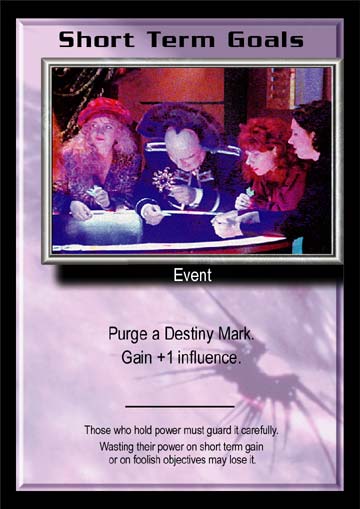 Short Term Goals
Event
Purge a Destiny Mark.
Gain +1 influence.
Those who hold power must guard it carefully.
Wasting their power on short term gain
or on foolish objectives may lose it.